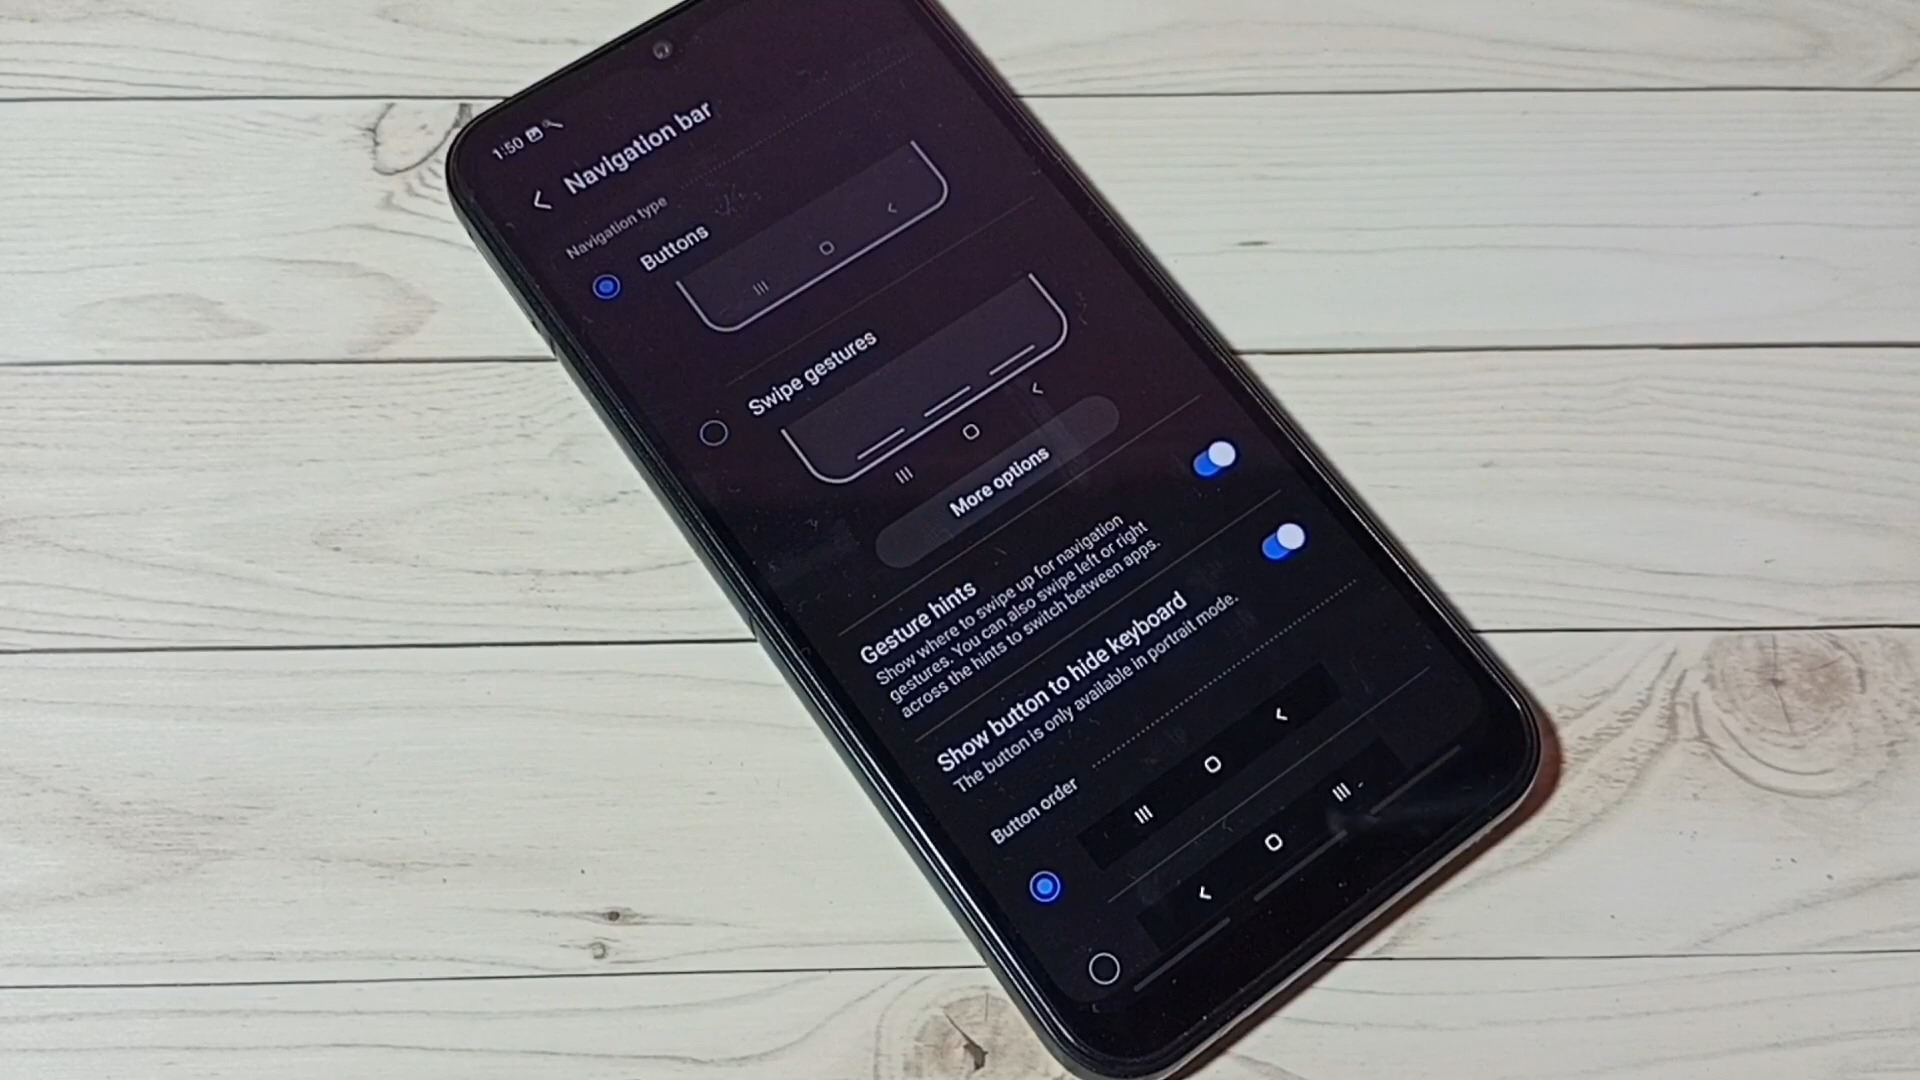 1:50
Navigation bar
Navigation type
Buttons
Swipe gestures
More options
Gesture hints
Show where to swipe up for navigation
gestures. You can also swipe left or right
across the hints to switch between apps.
Show button to hide keyboard
The button is only available in portrait mode.
Button order